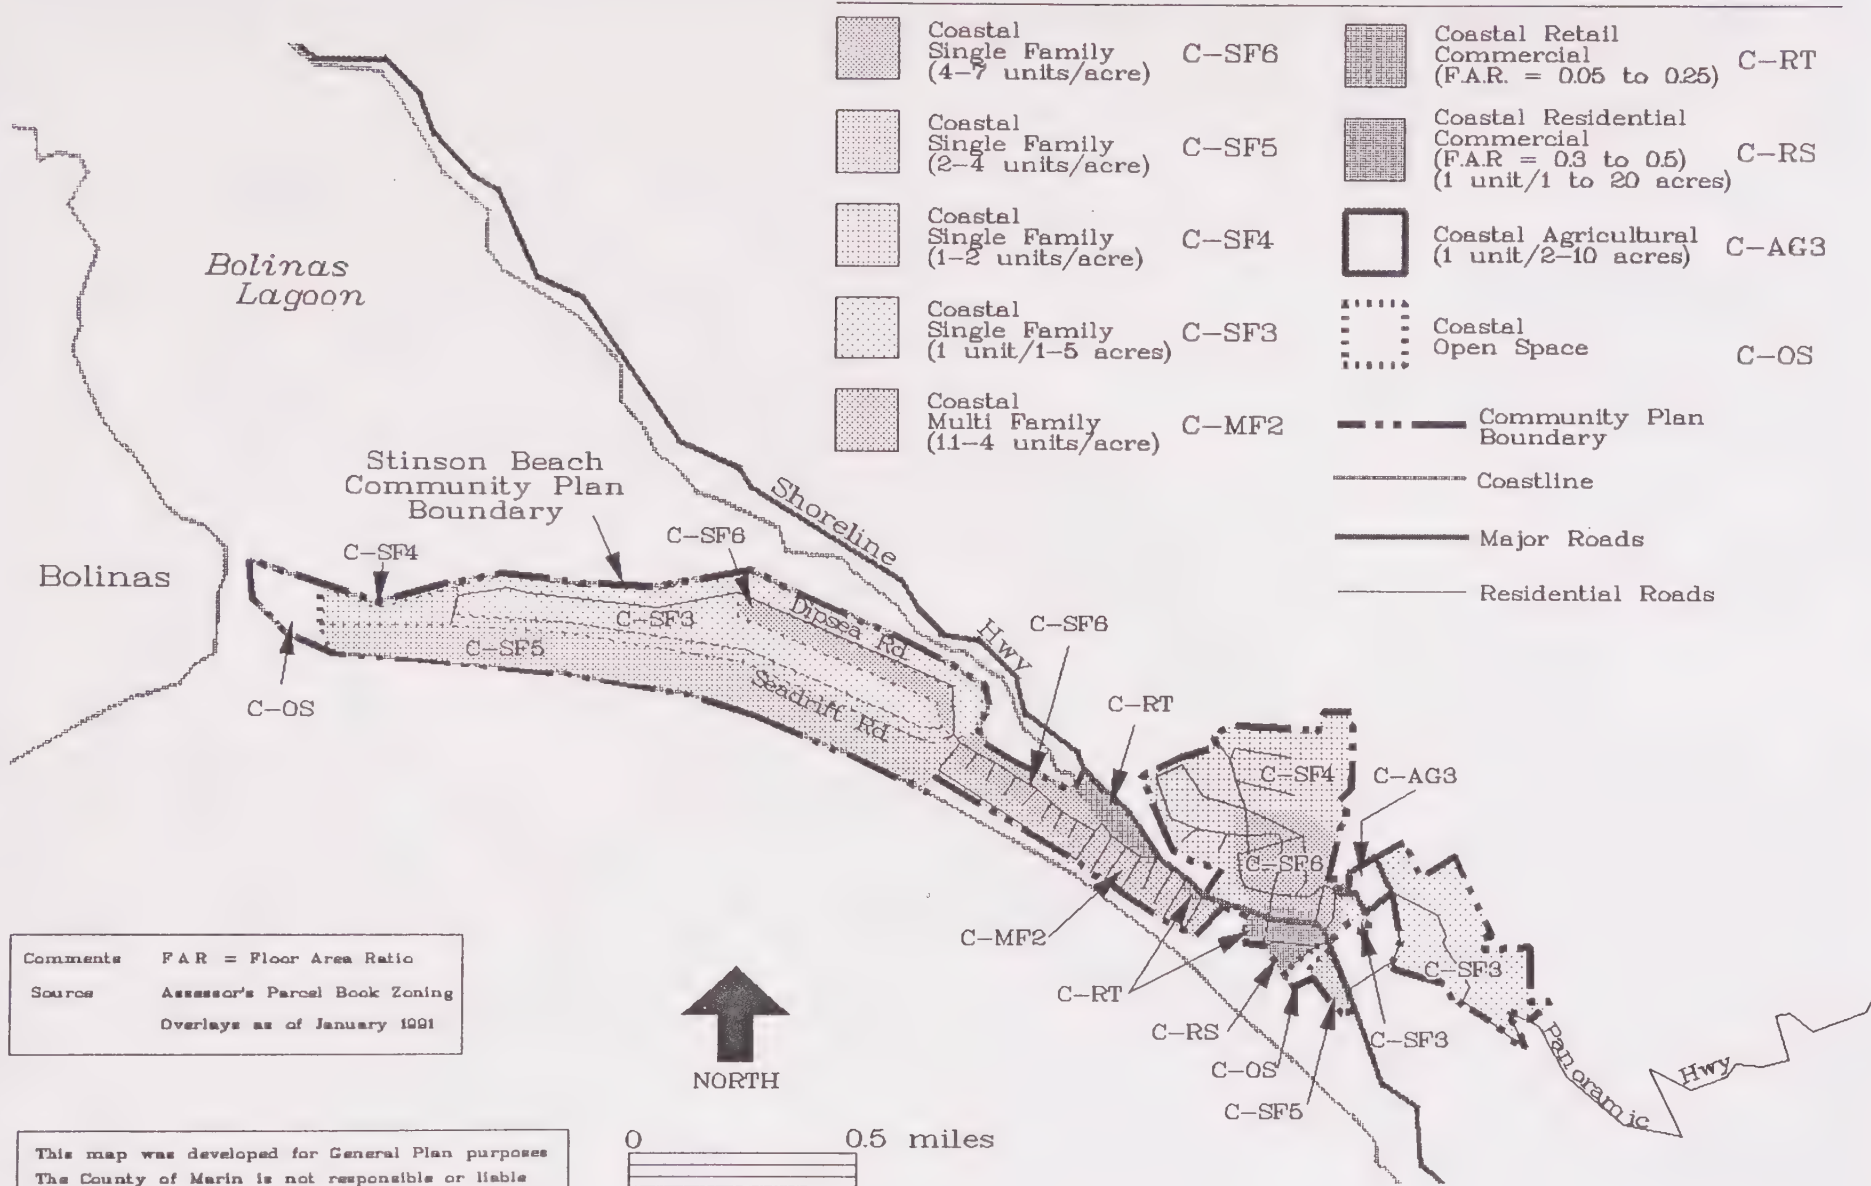 Coastal
Single Family
(4-7 units/acre)
C-SF6
Coastal
Single Family
(2-4 units/acre)
C-SF5
Coastal
Single Family
(1-2 units/acre)
C-SF4
Coastal
Single Family
(1 unit/1-5 acres)
C-SF3
Coastal
Multi Family
(11-4 units/acre)
C-MF2
Coastal Retail
Commercial
(F.A.R. = 0.05 to 0.25)
C-RT
Coastal Residential
Commercial
(F.A.R = 0.3 to 0.5)
(1 unit/1 to 20 acres)
C-RS
Coastal Agricultural
(1 unit/2-10 acres)
C-AG3
Coastal
Open Space
C-OS
Community Plan
Boundary
Coastline
Major Roads
Residential Roads
Bolinas
Lagoon
Stinson Beach
Community Plan
Boundary
Shoreline
Hwy
Bolinas
C-SF4
C-SF6
C-SF3
C-SF5
Dipsea Rd.
Seadrift Rd.
C-OS
C-SF6
C-RT
C-SF4
C-AG3
C-SF6
C-MF2
C-RT
C-RS
C-OS
C-SF5
C-SF3
C-SF3
Panoramic
Hwy
Comments FAR = Floor Area Ratio
Source Assessor's Parcel Book Zoning
Overlays as of January 1991
NORTH
0 0.5 miles
This map was developed for General Plan purposes
The County of Marin is not responsible or liable